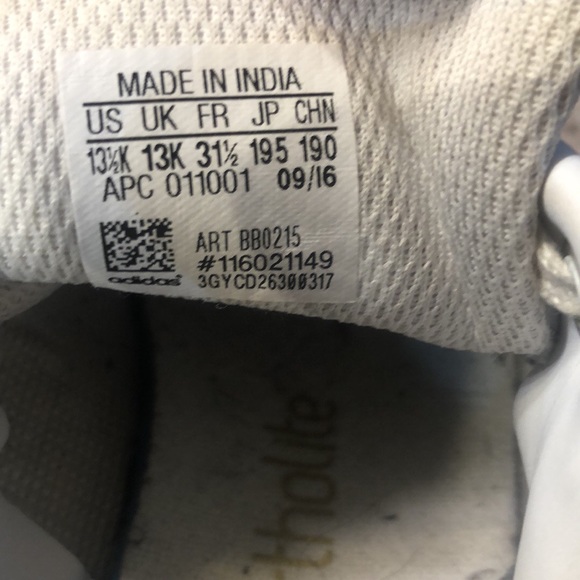 MADE IN INDIA
US UK FR JP CHN
13½K 13K 31½ 195 190
APC 011001 09/16
ART BB0215
#116021149
adidas 3GYCD26300317
tholite